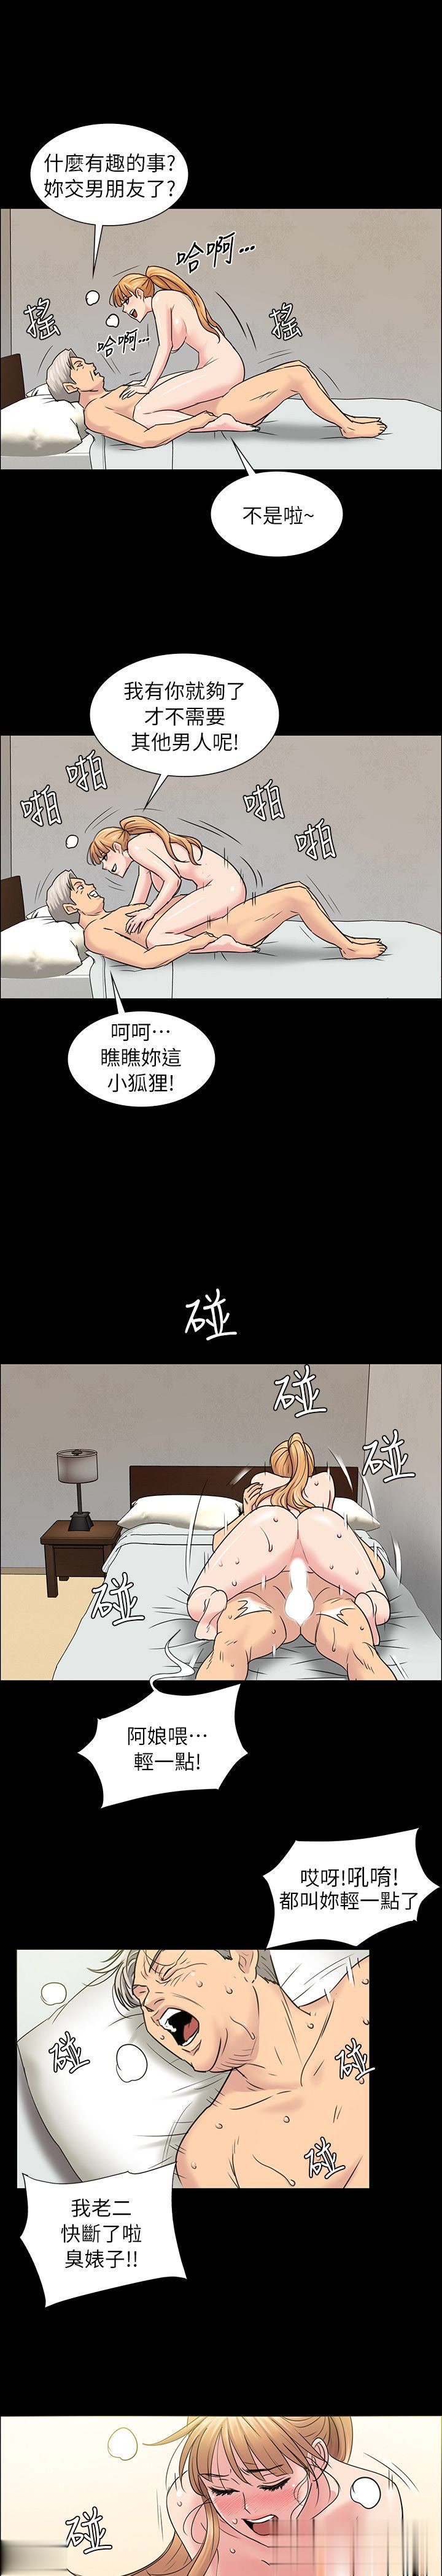 什麼有趣的事?
妳交男朋友了?
哈啊…
搖
搖
哈啊…
不是啦~
我有你就夠了
才不需要
其他男人呢!
啪
啪
啪
啪
呵呵…
瞧瞧妳這
小狐狸!
碰
碰
碰
碰
阿娘喂…
輕一點!
哎呀!吼唷!
都叫妳輕一點了
碰
碰
碰
我老二
快斷了啦
臭婊子!!
碰